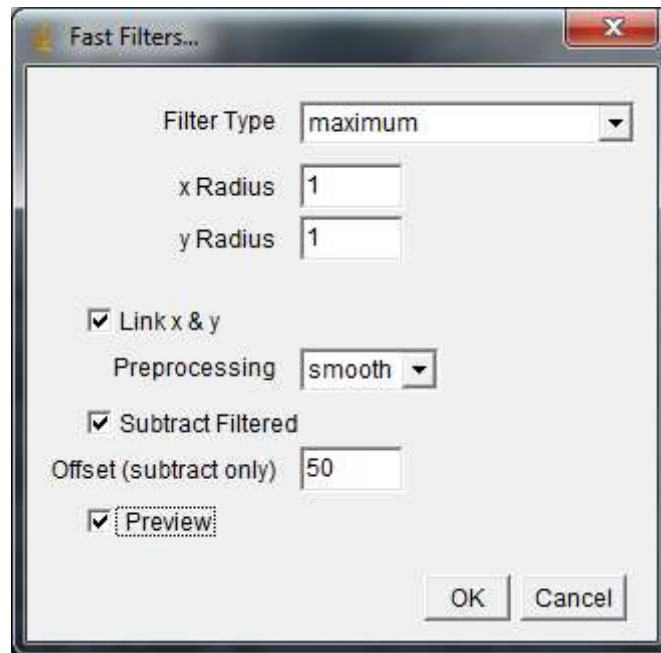 Fast Filters...
Filter Type maximum
x Radius 1
y Radius 1
Link x & y
Preprocessing smooth
Subtract Filtered
Offset (subtract only) 50
Preview
OK Cancel